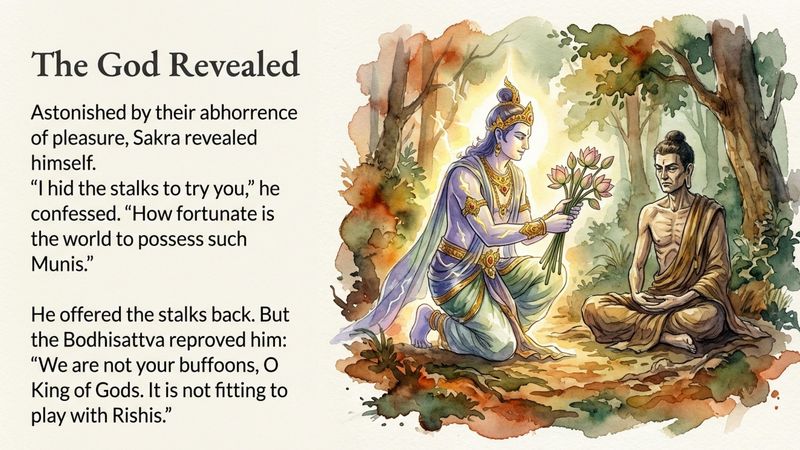 The God Revealed
Astonished by their abhorrence
of pleasure, Sakra revealed
himself.
“I hid the stalks to try you,” he
confessed. “How fortunate is
the world to possess such
Munis.”
He offered the stalks back. But
the Bodhisattva reproved him:
“We are not your buffoons, O
King of Gods. It is not fitting to
play with Rishis.”